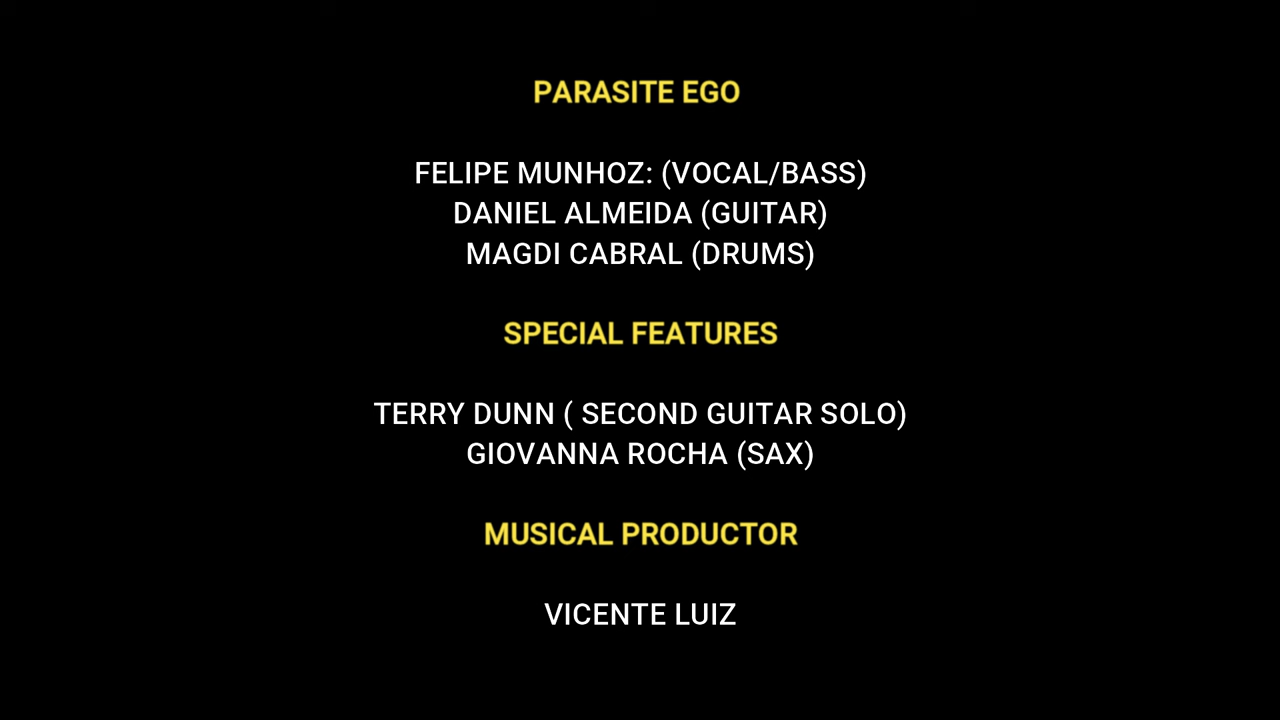 PARASITE EGO
FELIPE MUNHOZ: (VOCAL/BASS)
DANIEL ALMEIDA (GUITAR)
MAGDI CABRAL (DRUMS)
SPECIAL FEATURES
TERRY DUNN ( SECOND GUITAR SOLO)
GIOVANNA ROCHA (SAX)
MUSICAL PRODUCTOR
VICENTE LUIZ